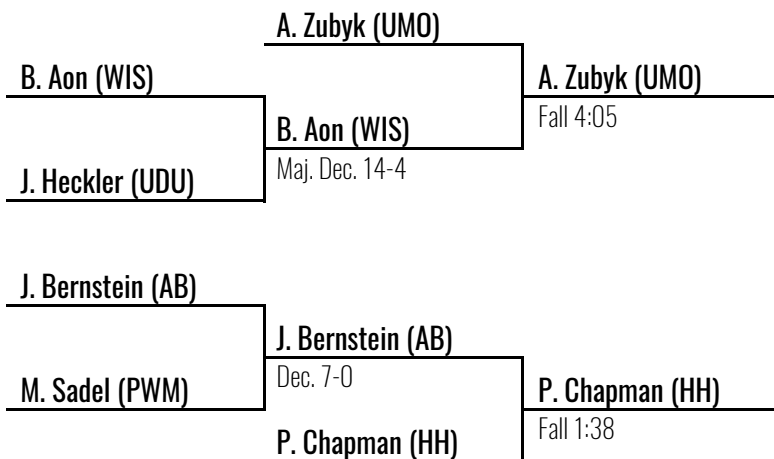 A. Zubyk (UMO)
B. Aon (WIS)
A. Zubyk (UMO)
Fall 4:05
B. Aon (WIS)
Maj. Dec. 14-4
J. Heckler (UDU)
J. Bernstein (AB)
J. Bernstein (AB)
Dec. 7-0
M. Sadel (PWM)
P. Chapman (HH)
Fall 1:38
P. Chapman (HH)